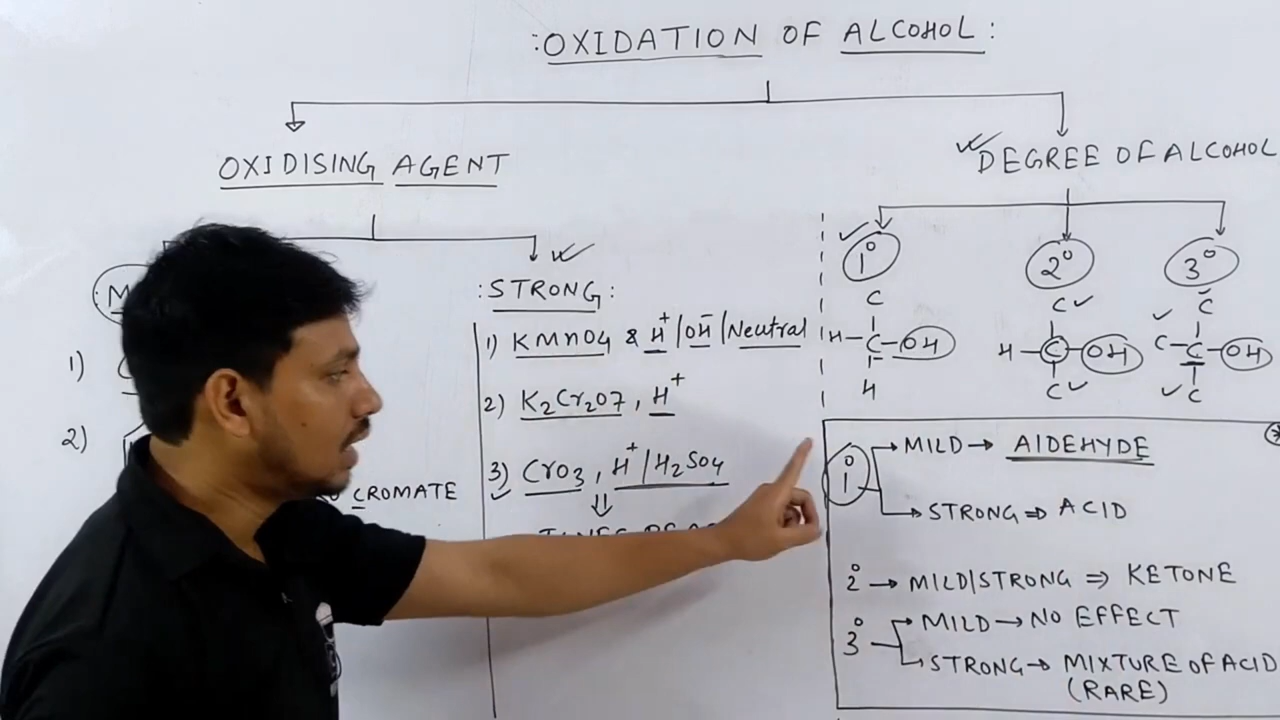 :OXIDATION OF ALCOHOL:
OXIDISING AGENT
DEGREE OF ALCOHOL
:M
1)
2)
CROMATE
:STRONG:
1) KMnO4 & H+/OH-/Neutral
2) K2Cr2O7, H+
3) CrO3, H+/H2SO4
1° 2° 3°
C
H-C-OH
H
C
H-C-OH
C
C
C-C-OH
C
1° MILD→ AIDEHYDE
STRONG⇒ ACID
2° → MILD/STRONG ⇒ KETONE
3° MILD→NO EFFECT
STRONG→ MIXTURE OF ACID
(RARE)